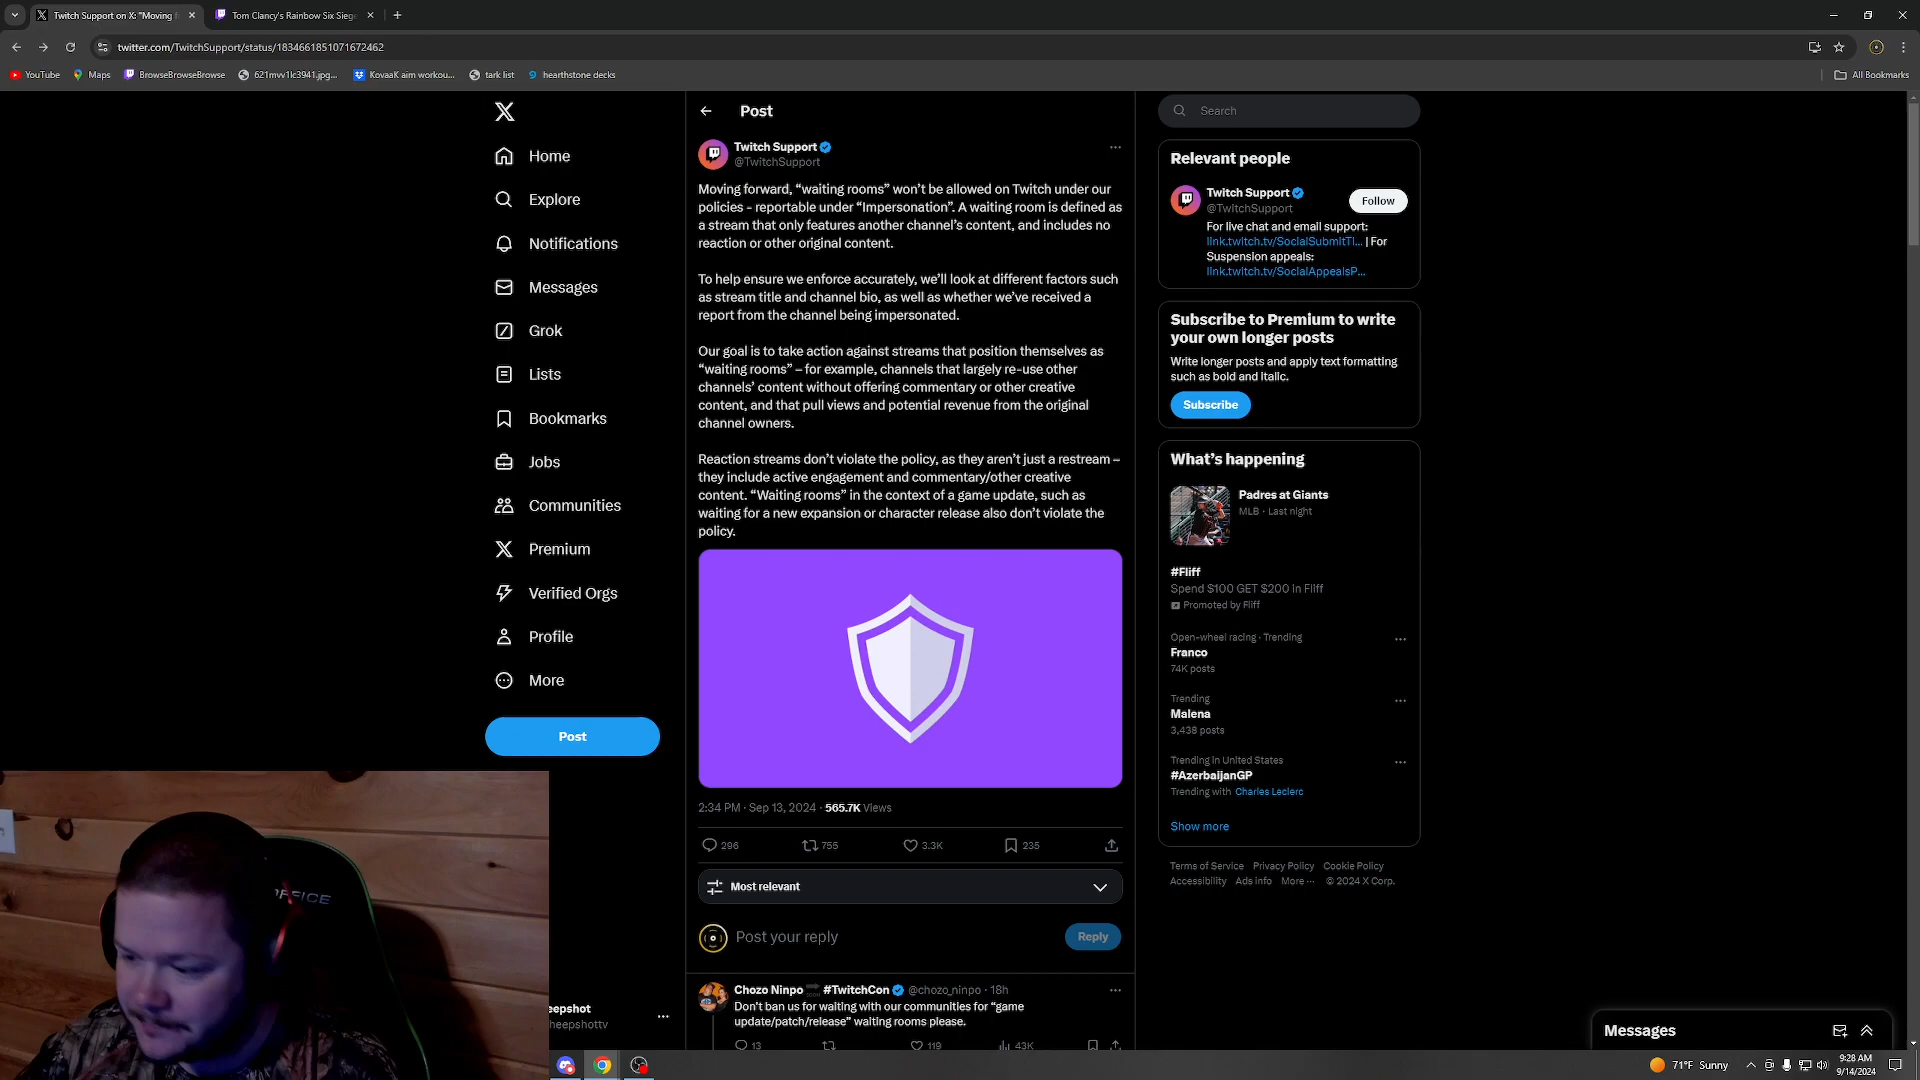 Twitch Support on X: "Moving f
Tom Clancy's Rainbow Six Siege
twitter.com/TwitchSupport/status/1834661851071672462
YouTube
Maps
BrowseBrowseBrowse
621mvv1lc3941.jpg...
KovaaK aim workou...
tark list
hearthstone decks
All Bookmarks
Home
Explore
Notifications
Messages
Grok
Lists
Bookmarks
Jobs
Communities
Premium
Verified Orgs
Profile
More
Post
eepshot
heepshottv
Post
Twitch Support
@TwitchSupport
Moving forward, “waiting rooms” won’t be allowed on Twitch under our
policies - reportable under “Impersonation”. A waiting room is defined as
a stream that only features another channel’s content, and includes no
reaction or other original content.
To help ensure we enforce accurately, we’ll look at different factors such
as stream title and channel bio, as well as whether we’ve received a
report from the channel being impersonated.
Our goal is to take action against streams that position themselves as
“waiting rooms” – for example, channels that largely re-use other
channels’ content without offering commentary or other creative
content, and that pull views and potential revenue from the original
channel owners.
Reaction streams don’t violate the policy, as they aren’t just a restream –
they include active engagement and commentary/other creative
content. “Waiting rooms” in the context of a game update, such as
waiting for a new expansion or character release also don’t violate the
policy.
2:34 PM · Sep 13, 2024 · 565.7K Views
296
755
3.3K
235
Most relevant
Post your reply
Reply
Chozo Ninpo #TwitchCon @chozo_ninpo · 18h
Don't ban us for waiting with our communities for “game
update/patch/release” waiting rooms please.
13
119
43K
Search
Relevant people
Twitch Support
@TwitchSupport
Follow
For live chat and email support:
link.twitch.tv/SocialSubmitTi... | For
Suspension appeals:
link.twitch.tv/SocialAppealsP...
Subscribe to Premium to write
your own longer posts
Write longer posts and apply text formatting
such as bold and italic.
Subscribe
What’s happening
Padres at Giants
MLB · Last night
#Fliff
Spend $100 GET $200 in Fliff
Promoted by Fliff
Open-wheel racing · Trending
Franco
74K posts
Trending
Malena
3,438 posts
Trending in United States
#AzerbaijanGP
Trending with Charles Leclerc
Show more
Terms of Service Privacy Policy Cookie Policy
Accessibility Ads info More ··· © 2024 X Corp.
Messages
71°F Sunny
9:28 AM
9/14/2024